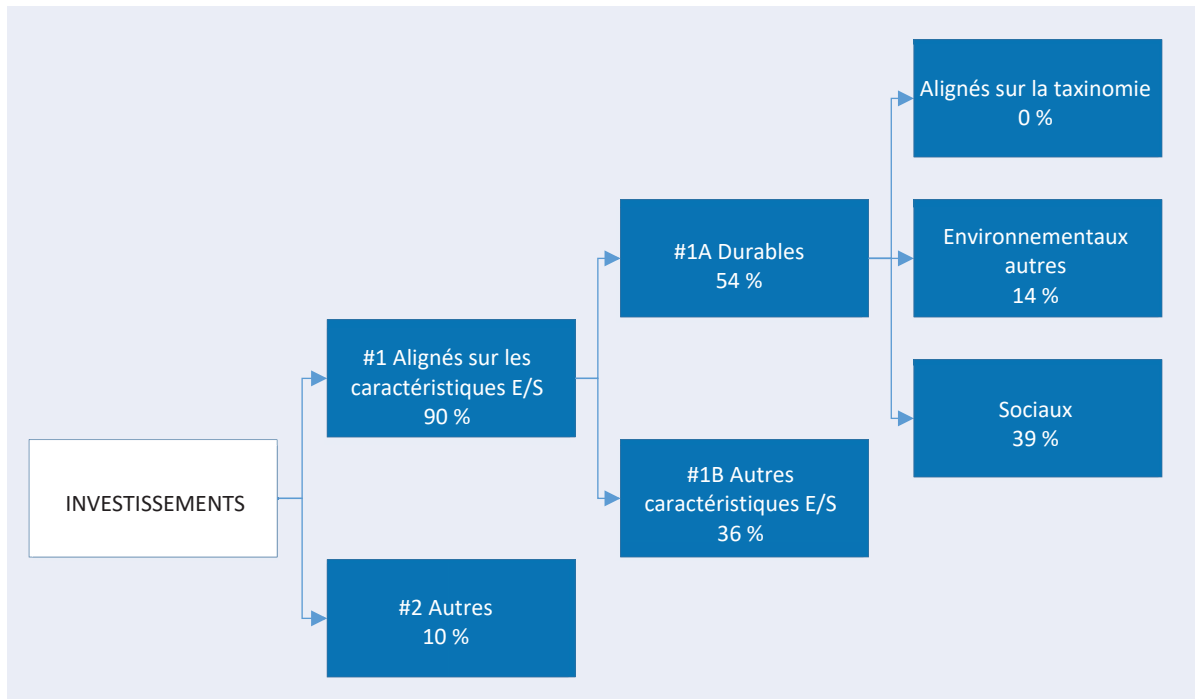 INVESTISSEMENTS
#1 Alignés sur les
caractéristiques E/S
90 %
#2 Autres
10 %
#1A Durables
54 %
#1B Autres
caractéristiques E/S
36 %
Alignés sur la taxinomie
0 %
Environnementaux
autres
14 %
Sociaux
39 %